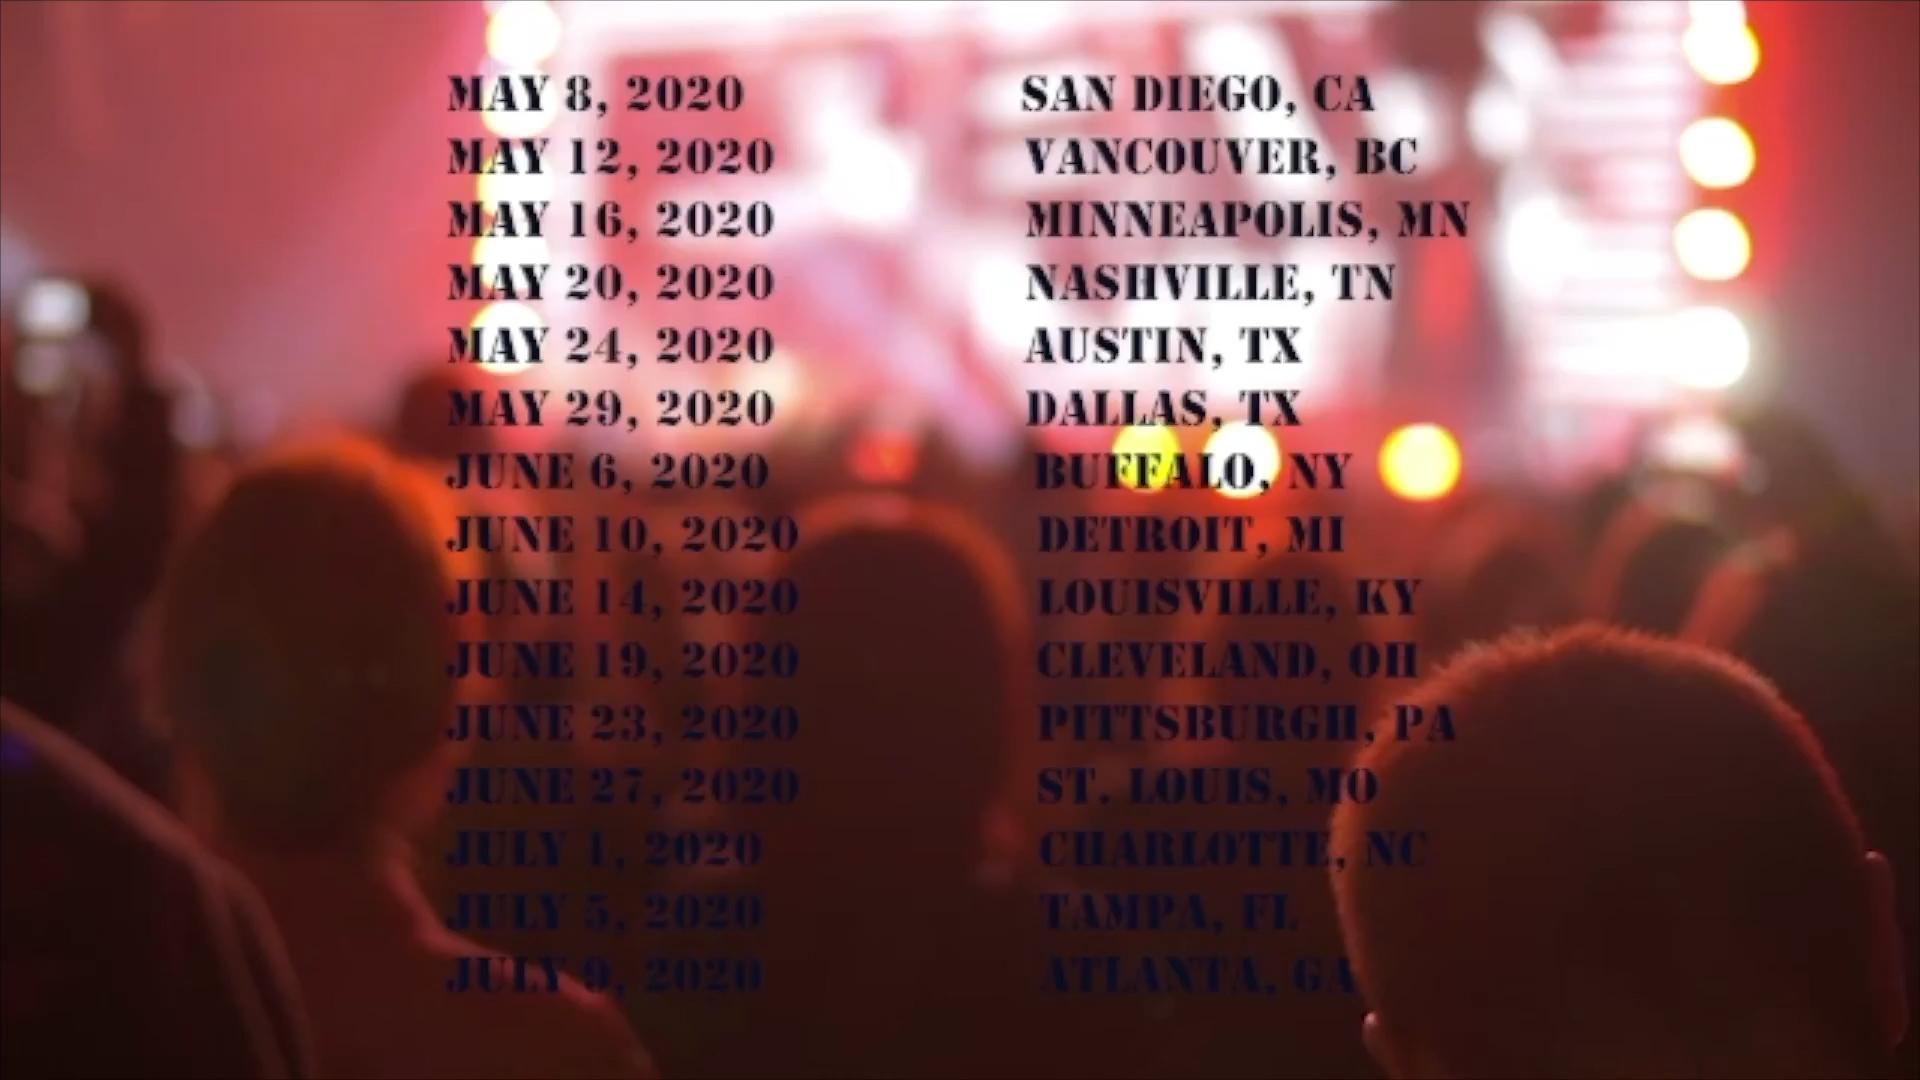 MAY 8, 2020 SAN DIEGO, CA
MAY 12, 2020 VANCOUVER, BC
MAY 16, 2020 MINNEAPOLIS, MN
MAY 20, 2020 NASHVILLE, TN
MAY 24, 2020 AUSTIN, TX
MAY 29, 2020 DALLAS, TX
JUNE 6, 2020 BUFFALO, NY
JUNE 10, 2020 DETROIT, MI
JUNE 14, 2020 LOUISVILLE, KY
JUNE 19, 2020 CLEVELAND, OH
JUNE 23, 2020 PITTSBURGH, PA
JUNE 27, 2020 ST. LOUIS, MO
JULY 1, 2020 CHARLOTTE, NC
JULY 5, 2020 TAMPA, FL
JULY 9, 2020 ATLANTA, GA